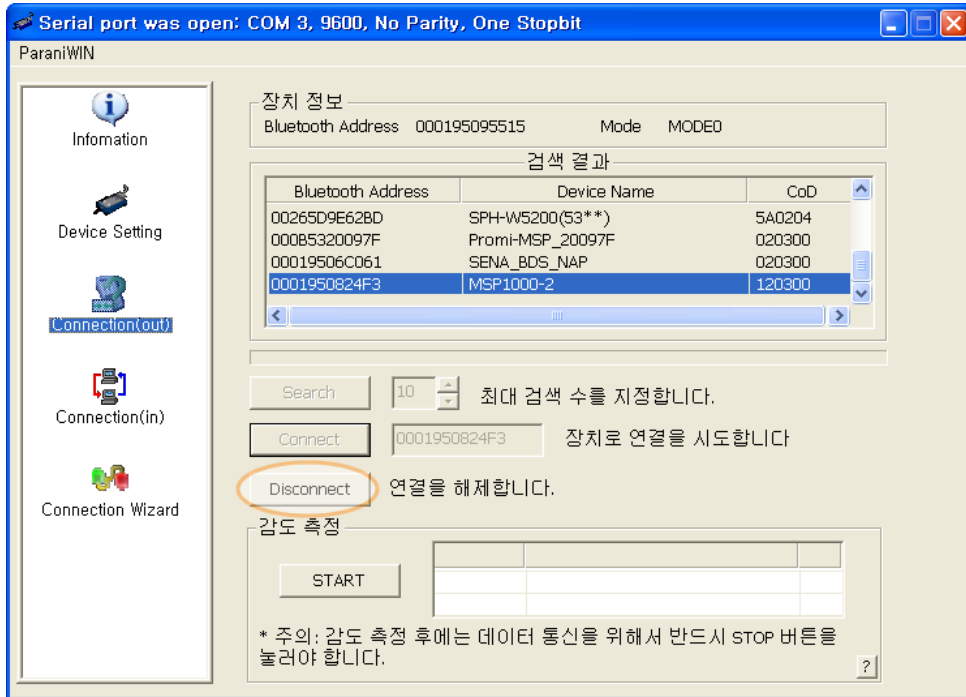 Serial port was open: COM 3, 9600, No Parity, One Stopbit
ParaniWIN
Infomation
Device Setting
Connection(out)
Connection(in)
Connection Wizard
장치 정보
Bluetooth Address 000195095515 Mode MODE0
검색 결과
Bluetooth Address Device Name CoD
00265D9E62BD SPH-W5200(53**) 5A0204
000B5320097F Promi-MSP_20097F 020300
00019506C061 SENA_BDS_NAP 020300
0001950824F3 MSP1000-2 120300
Search 10 최대 검색 수를 지정합니다.
Connect 0001950824F3 장치로 연결을 시도합니다
Disconnect 연결을 해제합니다.
감도 측정
START
* 주의: 감도 측정 후에는 데이터 통신을 위해서 반드시 STOP 버튼을
눌러야 합니다.
?